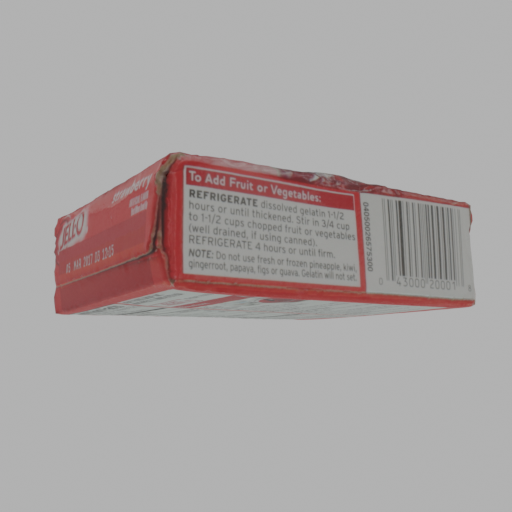 JELL-O
strawberry
To Add Fruit or Vegetables:
REFRIGERATE dissolved gelatin 1-1/2
hours or until thickened. Stir in 3/4 cup
to 1-1/2 cups chopped fruit or vegetables
(well drained, if using canned).
REFRIGERATE 4 hours or until firm.
NOTE: Do not use fresh or frozen pineapple, kiwi,
gingerroot, papaya, figs or guava. Gelatin will not set.
0 43000 20001